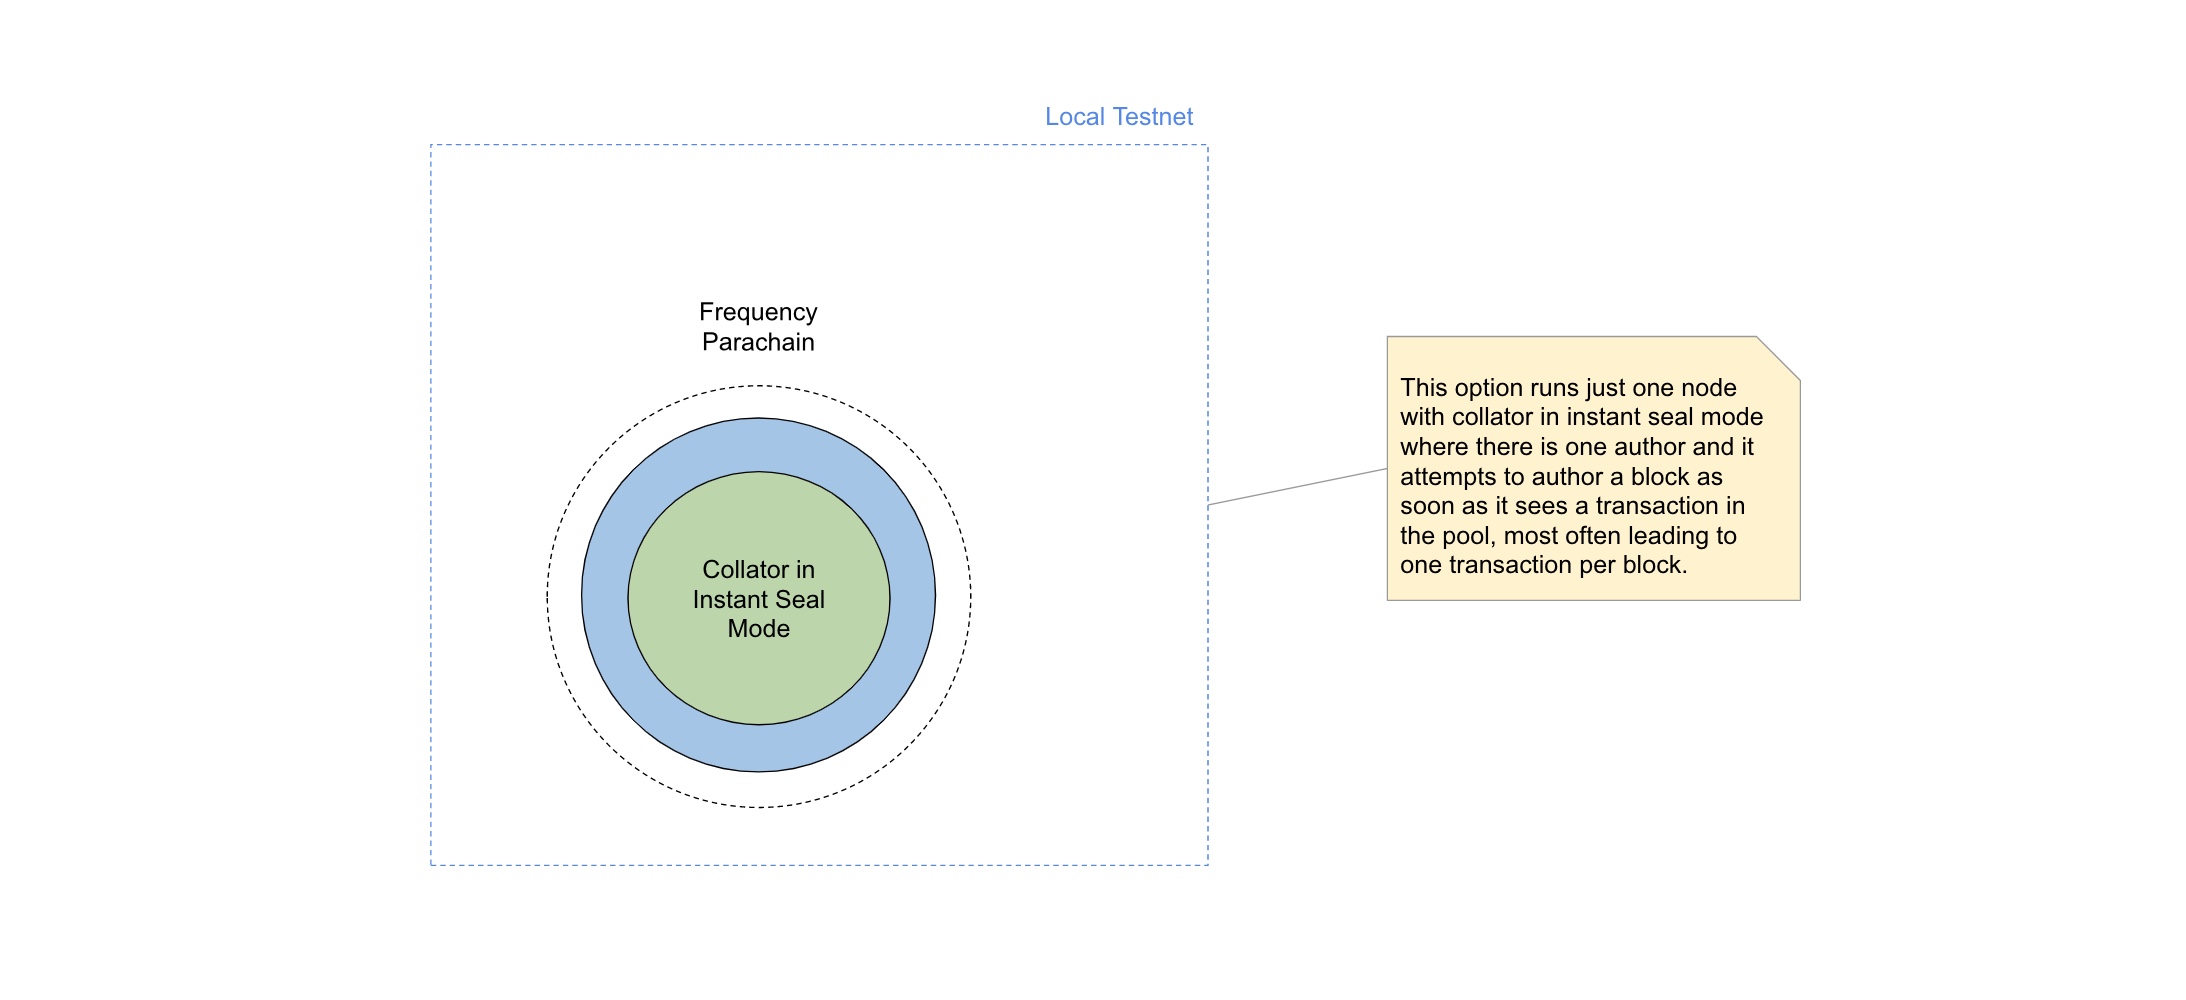 Local Testnet
Frequency
Parachain
Collator in
Instant Seal
Mode
This option runs just one node
with collator in instant seal mode
where there is one author and it
attempts to author a block as
soon as it sees a transaction in
the pool, most often leading to
one transaction per block.